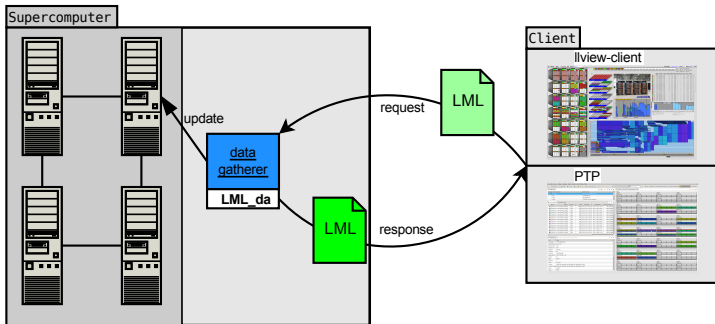 Supercomputer
Client
llview-client
LML
request
update
data
gatherer
LML_da
PTP
LML
response